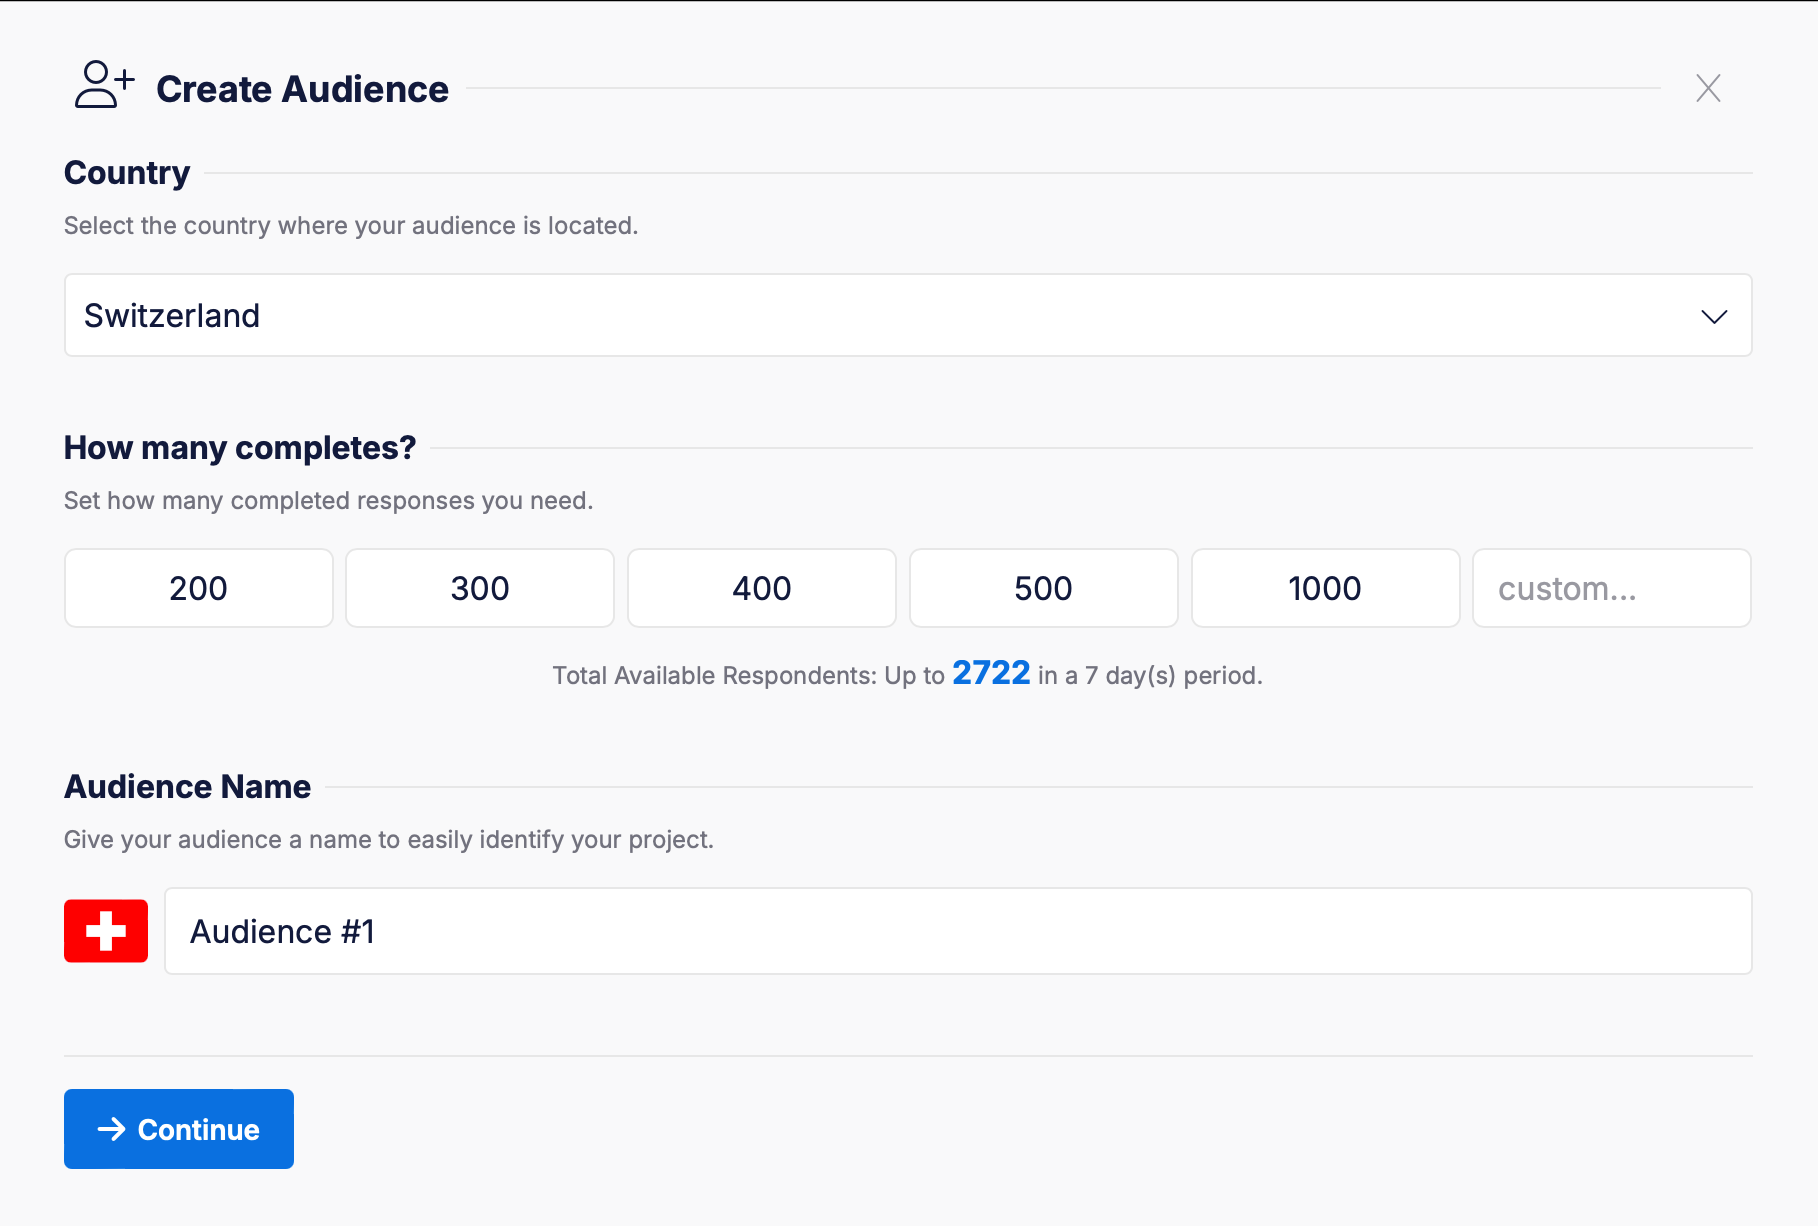 Create Audience
Country
Select the country where your audience is located.
Switzerland
How many completes?
Set how many completed responses you need.
200 300 400 500 1000 custom...
Total Available Respondents: Up to 2722 in a 7 day(s) period.
Audience Name
Give your audience a name to easily identify your project.
Audience #1
Continue